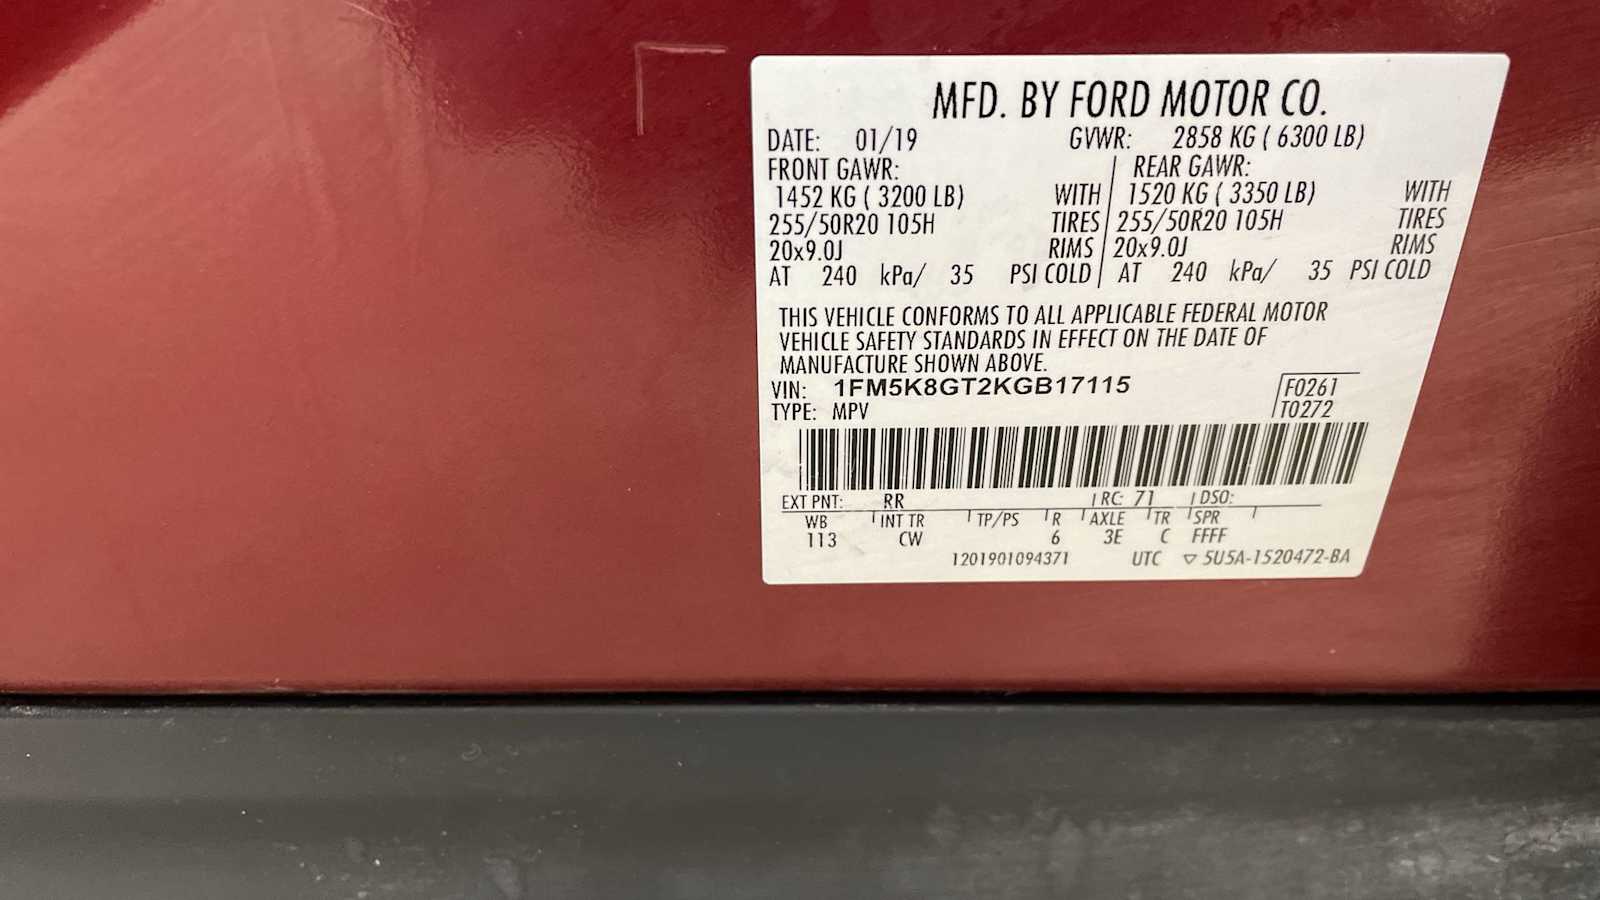 MFD. BY FORD MOTOR CO.
DATE: 01/19 GVWR: 2858 KG ( 6300 LB)
FRONT GAWR: REAR GAWR:
1452 KG ( 3200 LB) WITH 1520 KG ( 3350 LB) WITH
255/50R20 105H TIRES 255/50R20 105H TIRES
20x9.0J RIMS 20x9.0J RIMS
AT 240 kPa/ 35 PSI COLD AT 240 kPa/ 35 PSI COLD
THIS VEHICLE CONFORMS TO ALL APPLICABLE FEDERAL MOTOR
VEHICLE SAFETY STANDARDS IN EFFECT ON THE DATE OF
MANUFACTURE SHOWN ABOVE.
VIN: 1FM5K8GT2KGB17115 F0261
TYPE: MPV T0272
EXT PNT: RR RC: 71 DSO:
WB INT TR TP/PS R AXLE TR SPR
113 CW 6 3E C FFFF
1201901094371 UTC ▽ 5U5A-1520472-BA